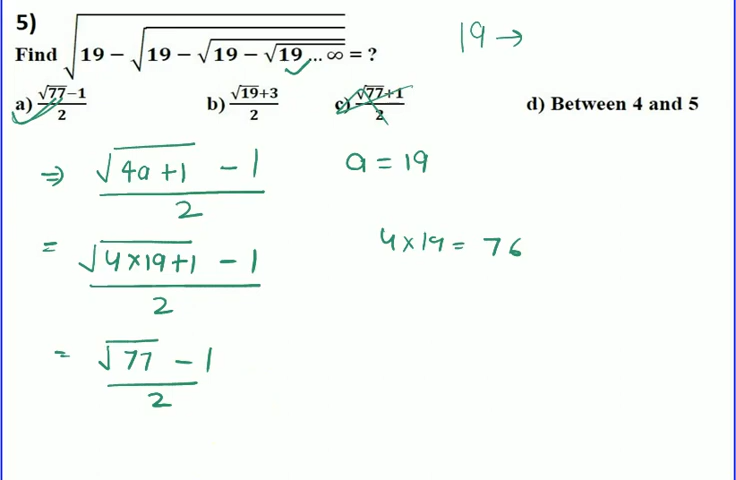 5)
Find √19 − √19 − √19 − √19 ... ∞ = ?
19 →
a) √77−1/2 b) √19+3/2 c) √77+1/2 d) Between 4 and 5
⇒ √4a+1 − 1 / 2 a = 19
= √4×19+1 − 1 / 2 4×19 = 76
= √77 − 1 / 2